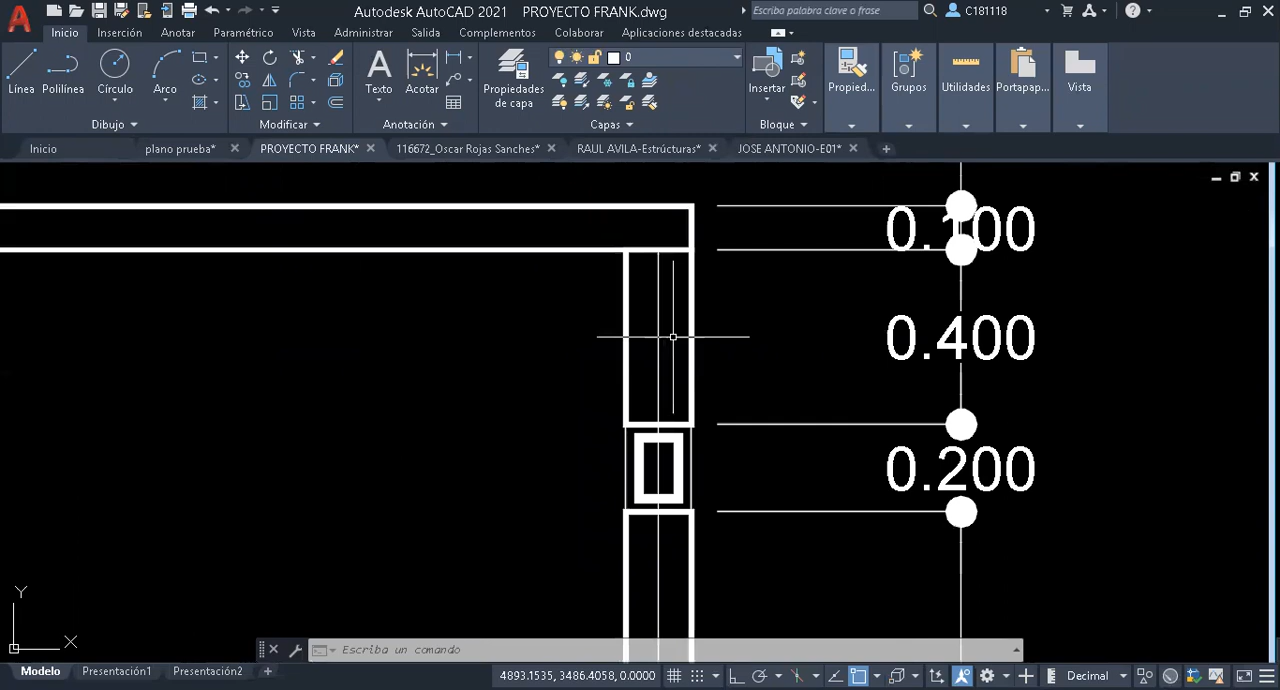 Autodesk AutoCAD 2021 PROYECTO FRANK.dwg
Escriba palabra clave o frase
C181118
Inicio Inserción Anotar Paramétrico Vista Administrar Salida Complementos Colaborar Aplicaciones destacadas
0
Línea Polilínea Círculo Arco Texto Acotar Propiedades de capa Insertar Propied... Grupos Utilidades Portapap... Vista
Dibujo Modificar Anotación Capas Bloque
Inicio plano prueba* PROYECTO FRANK* 116672_Oscar Rojas Sanches* RAUL AVILA-Estrúcturas* JOSE ANTONIO-E01*
0.100
0.400
0.200
Y
X
Escriba un comando
Modelo Presentación1 Presentación2 4893.1535, 3486.4058, 0.0000 Decimal